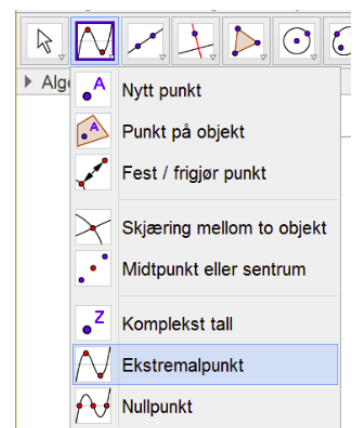 Alg
A
Nytt punkt
A
Punkt på objekt
Fest / frigjør punkt
Skjæring mellom to objekt
Midtpunkt eller sentrum
Z
Komplekst tall
Ekstremalpunkt
Nullpunkt